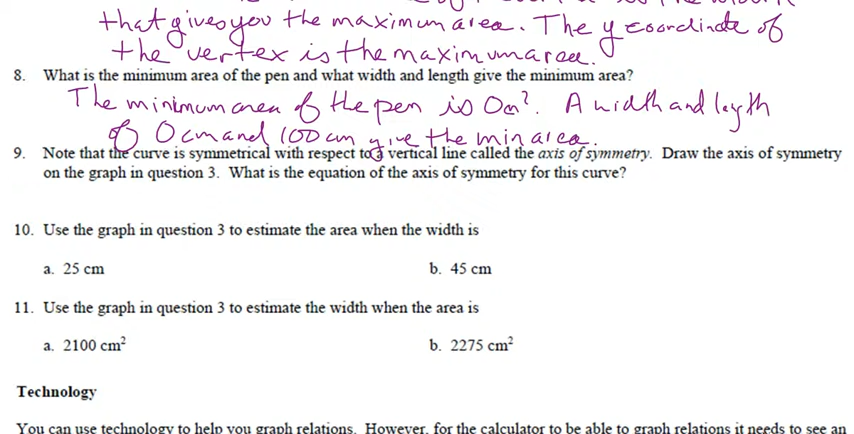 that gives you the maximum area. The y coordinate of
the vertex is the maximum area.
8. What is the minimum area of the pen and what width and length give the minimum area?
The minimum area of the pen is 0 m². A width and length
of 0 cm and 100 cm give the min area.
9. Note that the curve is symmetrical with respect to a vertical line called the axis of symmetry. Draw the axis of symmetry
on the graph in question 3. What is the equation of the axis of symmetry for this curve?
10. Use the graph in question 3 to estimate the area when the width is
a. 25 cm b. 45 cm
11. Use the graph in question 3 to estimate the width when the area is
a. 2100 cm² b. 2275 cm²
Technology
You can use technology to help you graph relations. However, for the calculator to be able to graph relations it needs to see an